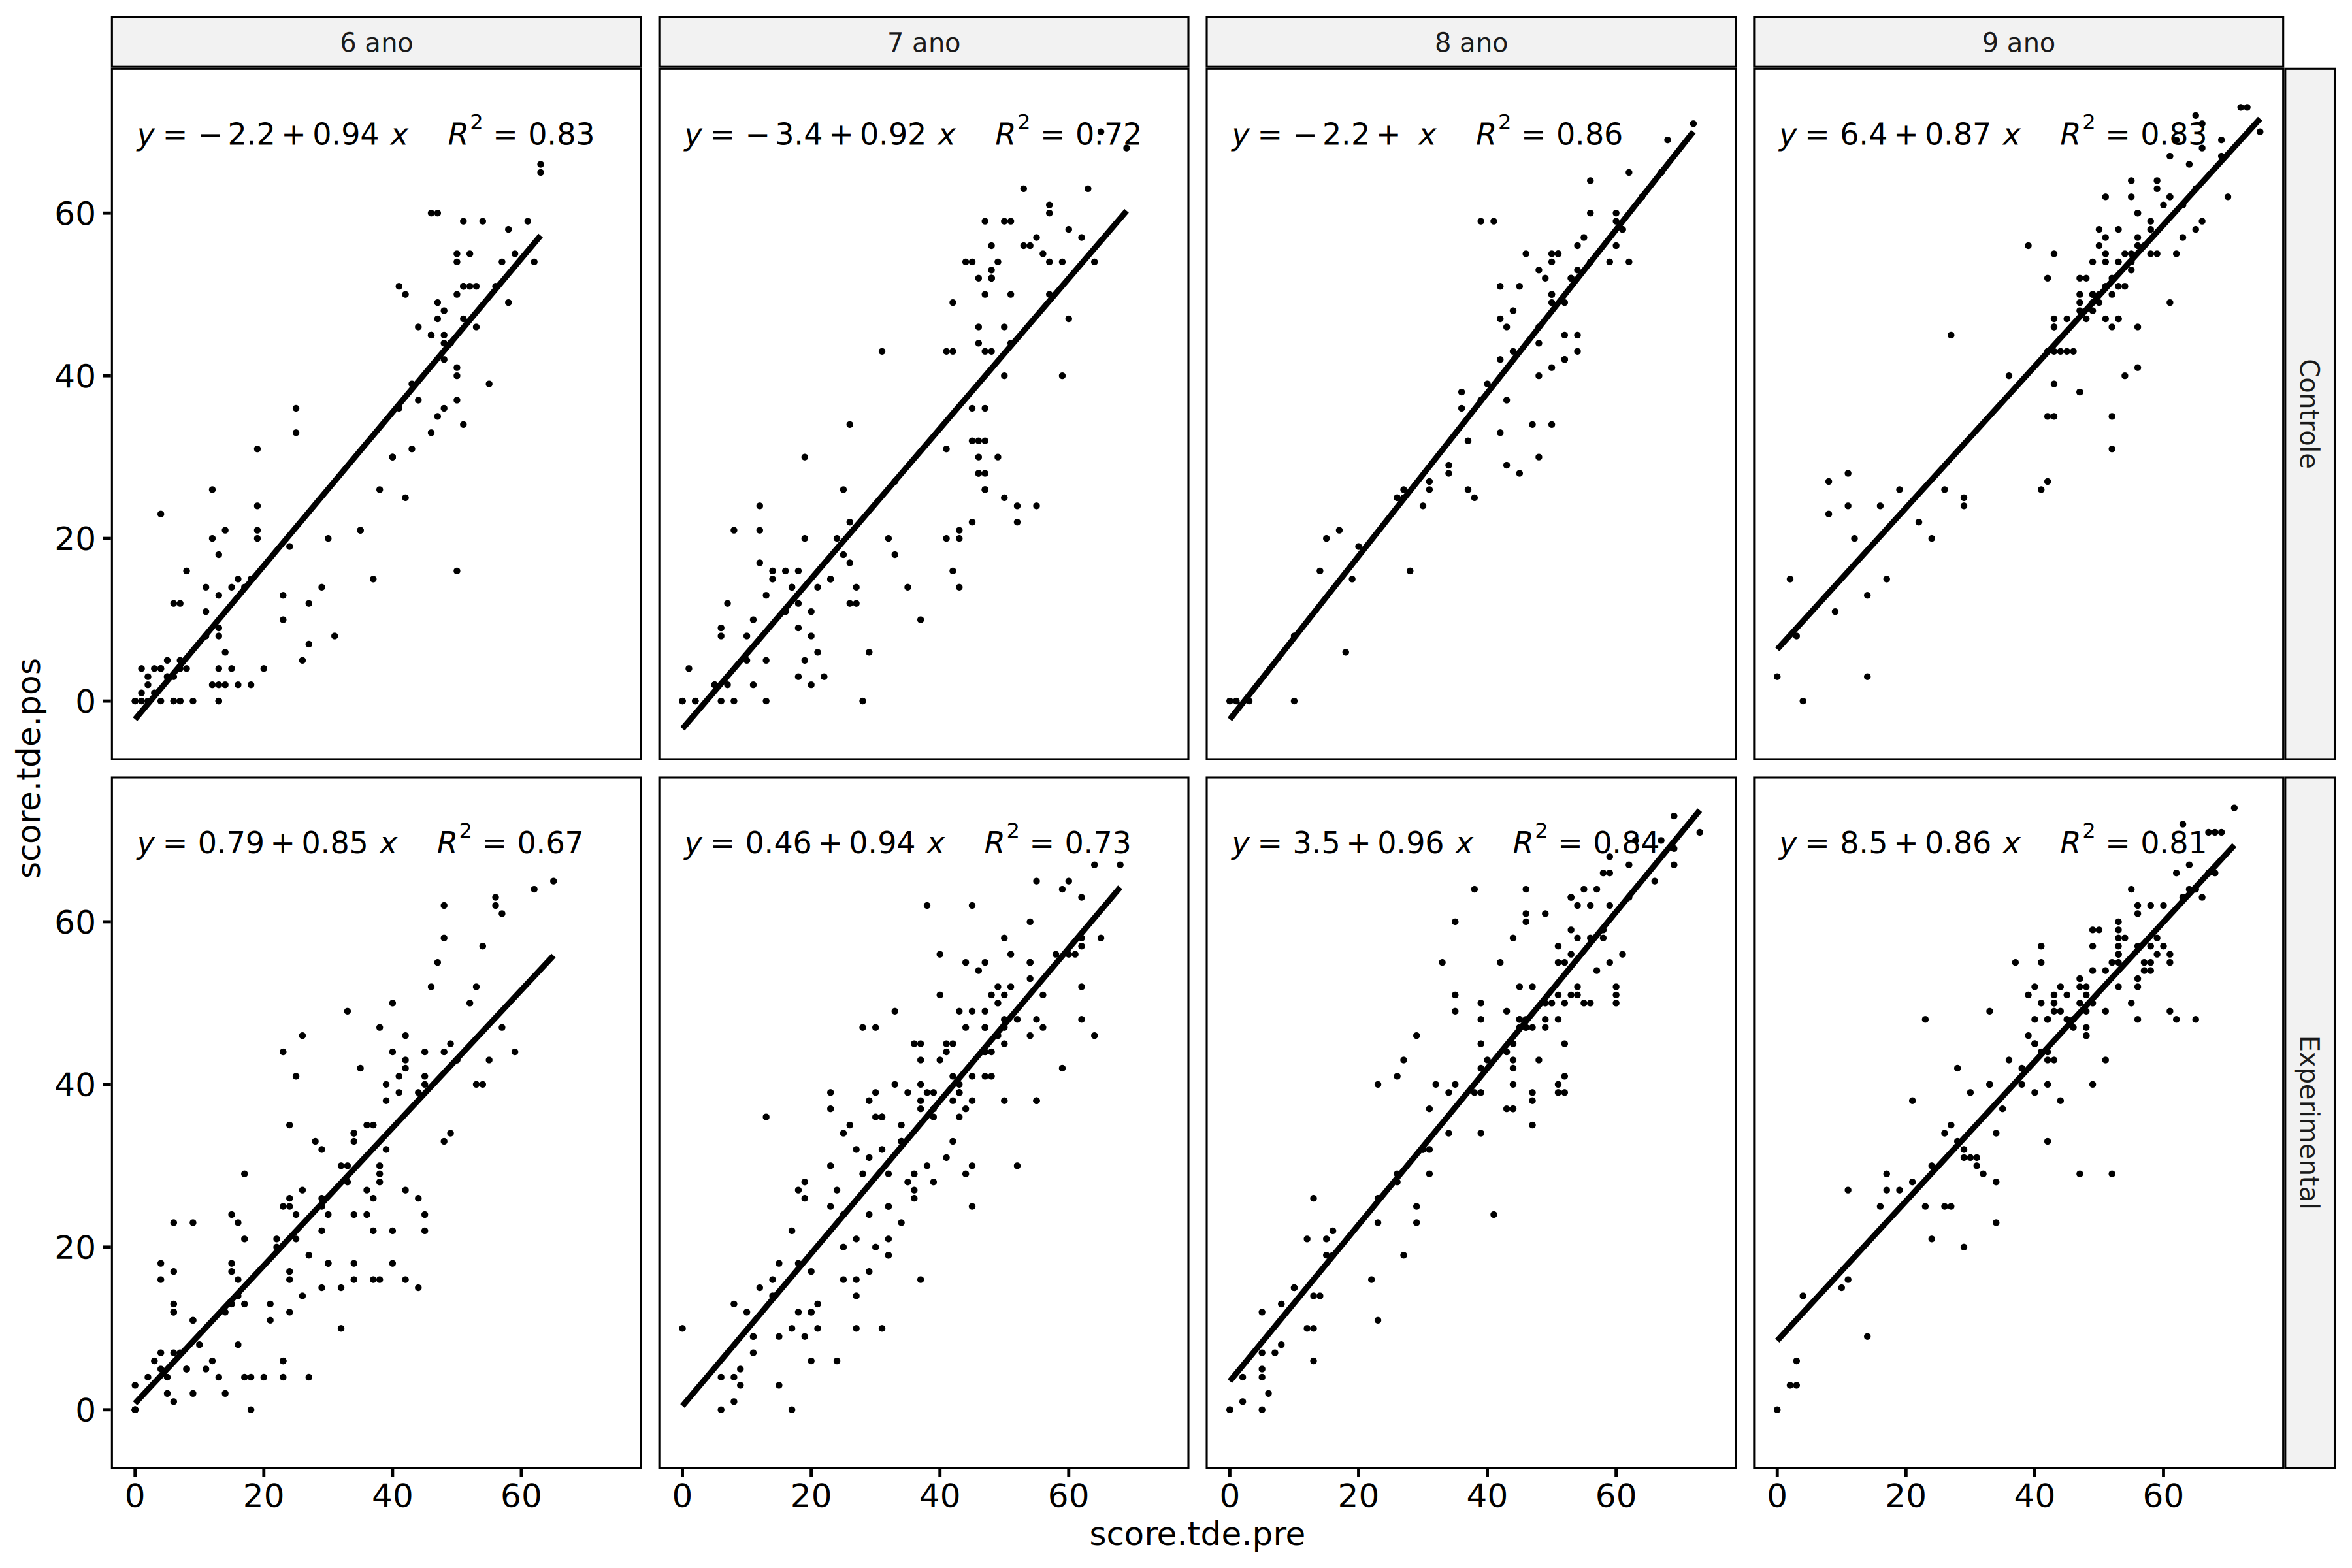 6 ano 7 ano 8 ano 9 ano
y = −2.2 + 0.94 x R² = 0.83
y = −3.4 + 0.92 x R² = 0.72
y = −2.2 + x R² = 0.86
y = 6.4 + 0.87 x R² = 0.83
60
40
20
0
Controle
score.tde.pos
y = 0.79 + 0.85 x R² = 0.67
y = 0.46 + 0.94 x R² = 0.73
y = 3.5 + 0.96 x R² = 0.84
y = 8.5 + 0.86 x R² = 0.81
60
40
20
0
Experimental
0 20 40 60 0 20 40 60 0 20 40 60 0 20 40 60
score.tde.pre